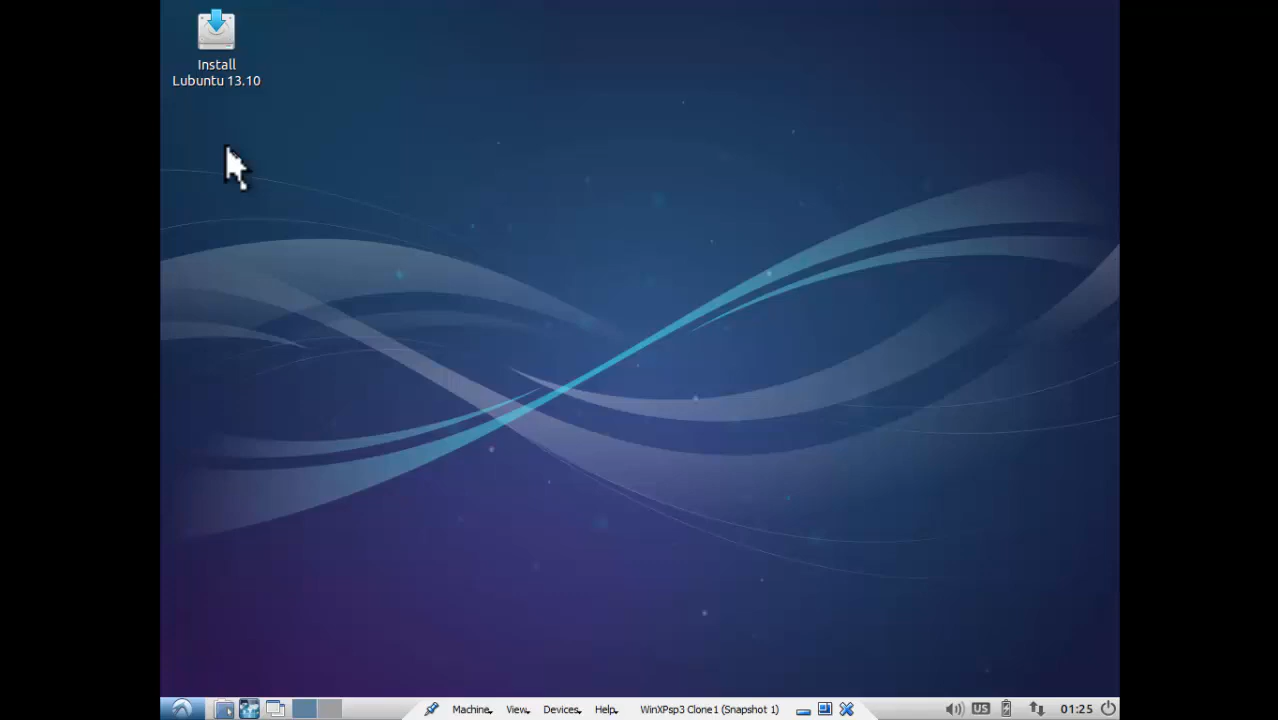 Install
Lubuntu 13.10
Machine View Devices Help WinXPsp3 Clone1 (Snapshot 1) US 01:25